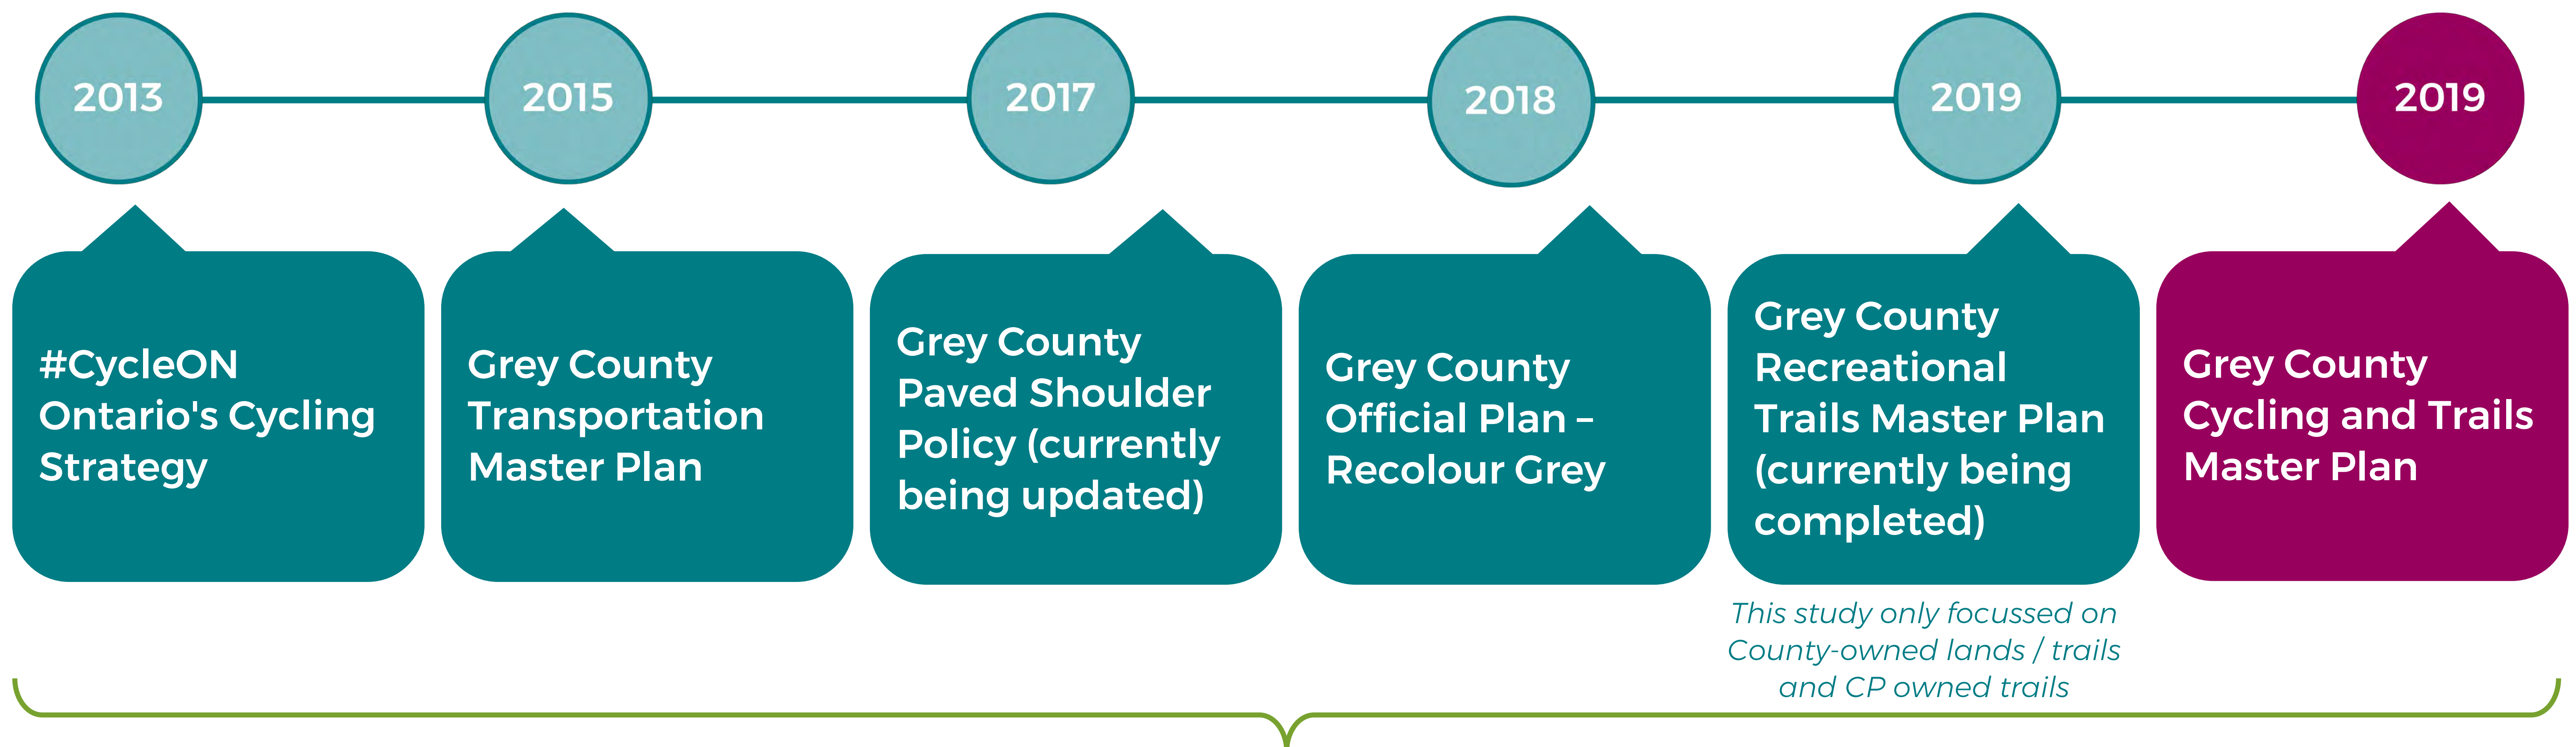 2013
2015
2017
2018
2019
2019
#CycleON
Ontario's Cycling
Strategy
Grey County
Transportation
Master Plan
Grey County
Paved Shoulder
Policy (currently
being updated)
Grey County
Official Plan –
Recolour Grey
Grey County
Recreational
Trails Master Plan
(currently being
completed)
This study only focussed on
County-owned lands / trails
and CP owned trails
Grey County
Cycling and Trails
Master Plan